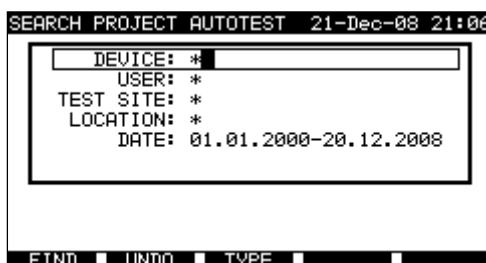 SEARCH PROJECT AUTOTEST 21-Dec-08 21:06
DEVICE: *
USER: *
TEST SITE: *
LOCATION: *
DATE: 01.01.2000-20.12.2008
FIND UNDO TYPE